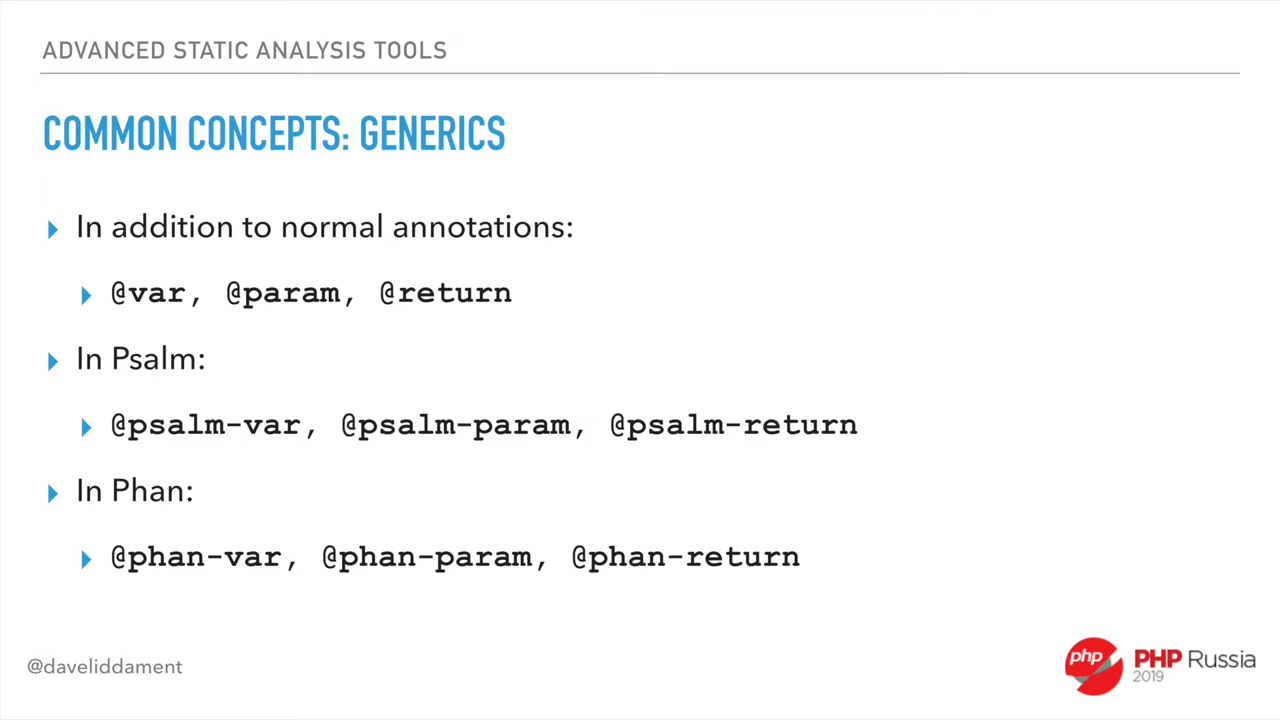 ADVANCED STATIC ANALYSIS TOOLS
COMMON CONCEPTS: GENERICS
In addition to normal annotations:
@var, @param, @return
In Psalm:
@psalm-var, @psalm-param, @psalm-return
In Phan:
@phan-var, @phan-param, @phan-return
@daveliddament
php
PHP Russia
2019